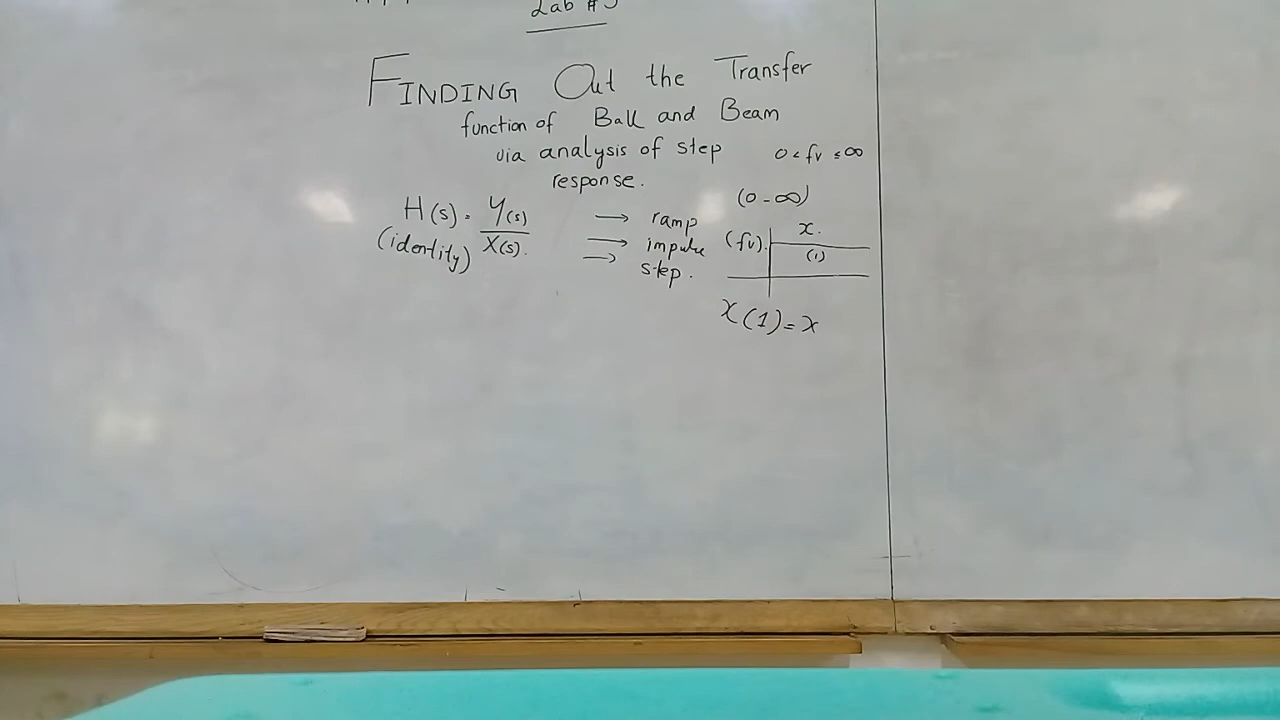 Lab #
FINDING Out the Transfer
function of Ball and Beam
via analysis of step
response.
0 < fv ≤ ∞
(0 - ∞)
H(s) = Y(s)
X(s).
(identity)
→ ramp
→ impulse
→ step.
(fv).
x.
(1)
x(1) = x